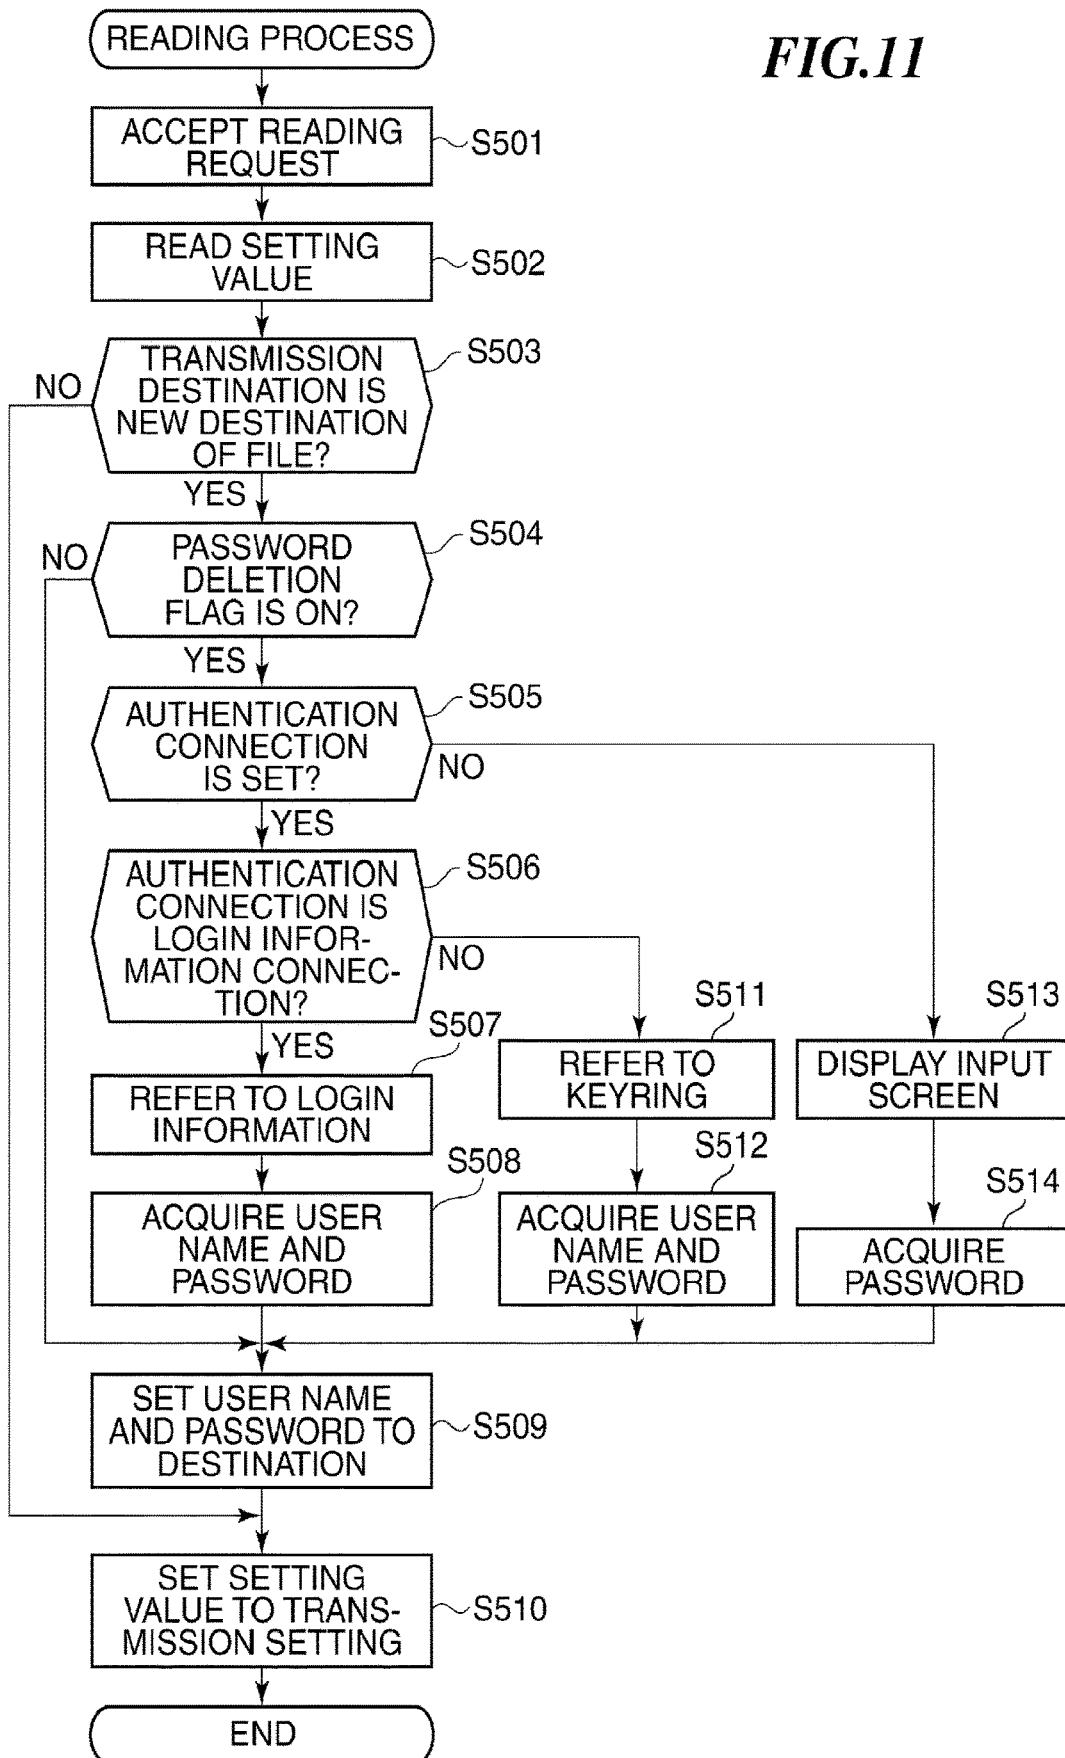 READING PROCESS
FIG.11
ACCEPT READING
REQUEST
S501
READ SETTING
VALUE
S502
TRANSMISSION
DESTINATION IS
NEW DESTINATION
OF FILE?
S503
NO
YES
PASSWORD
DELETION
FLAG IS ON?
S504
NO
YES
AUTHENTICATION
CONNECTION
IS SET?
S505
NO
YES
AUTHENTICATION
CONNECTION IS
LOGIN INFOR-
MATION CONNEC-
TION?
S506
NO
YES
S507
REFER TO LOGIN
INFORMATION
S511
REFER TO
KEYRING
S513
DISPLAY INPUT
SCREEN
S508
ACQUIRE USER
NAME AND
PASSWORD
S512
ACQUIRE USER
NAME AND
PASSWORD
S514
ACQUIRE
PASSWORD
SET USER NAME
AND PASSWORD TO
DESTINATION
S509
SET SETTING
VALUE TO TRANS-
MISSION SETTING
S510
END